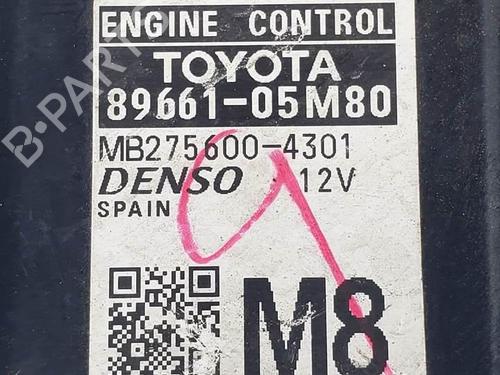 ENGINE CONTROL
TOYOTA
89661-05M80
MB275600-4301
DENSO 12V
SPAIN
M8
B-PARTS